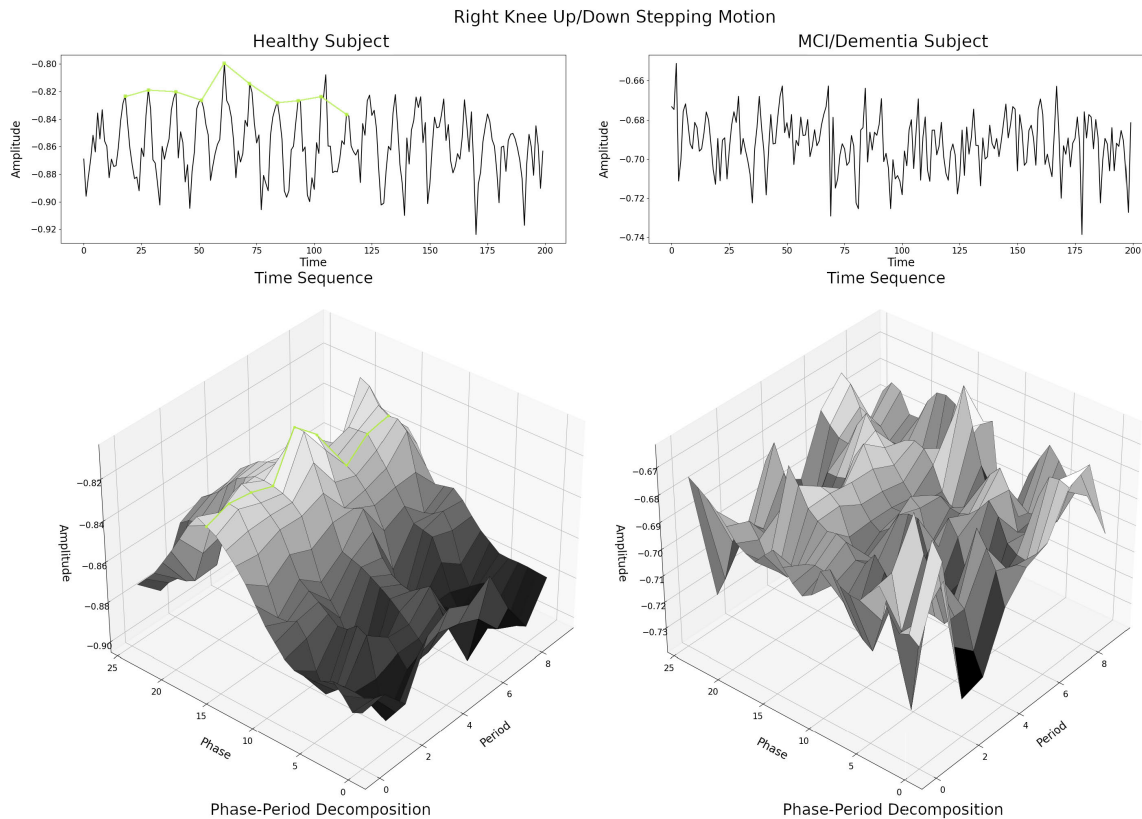 Right Knee Up/Down Stepping Motion
Healthy Subject
MCI/Dementia Subject
−0.80
−0.82
−0.84
−0.86
−0.88
−0.90
−0.92
Amplitude
0 25 50 75 100 125 150 175 200
Time
Time Sequence
−0.66
−0.68
−0.70
−0.72
−0.74
Amplitude
0 25 50 75 100 125 150 175 200
Time
Time Sequence
−0.82
−0.84
−0.86
−0.88
−0.90
Amplitude
25
20
15
10
5
0
Phase
0
2
4
6
8
Period
Phase-Period Decomposition
−0.67
−0.68
−0.69
−0.70
−0.71
−0.72
−0.73
Amplitude
25
20
15
10
5
0
Phase
0
2
4
6
8
Period
Phase-Period Decomposition